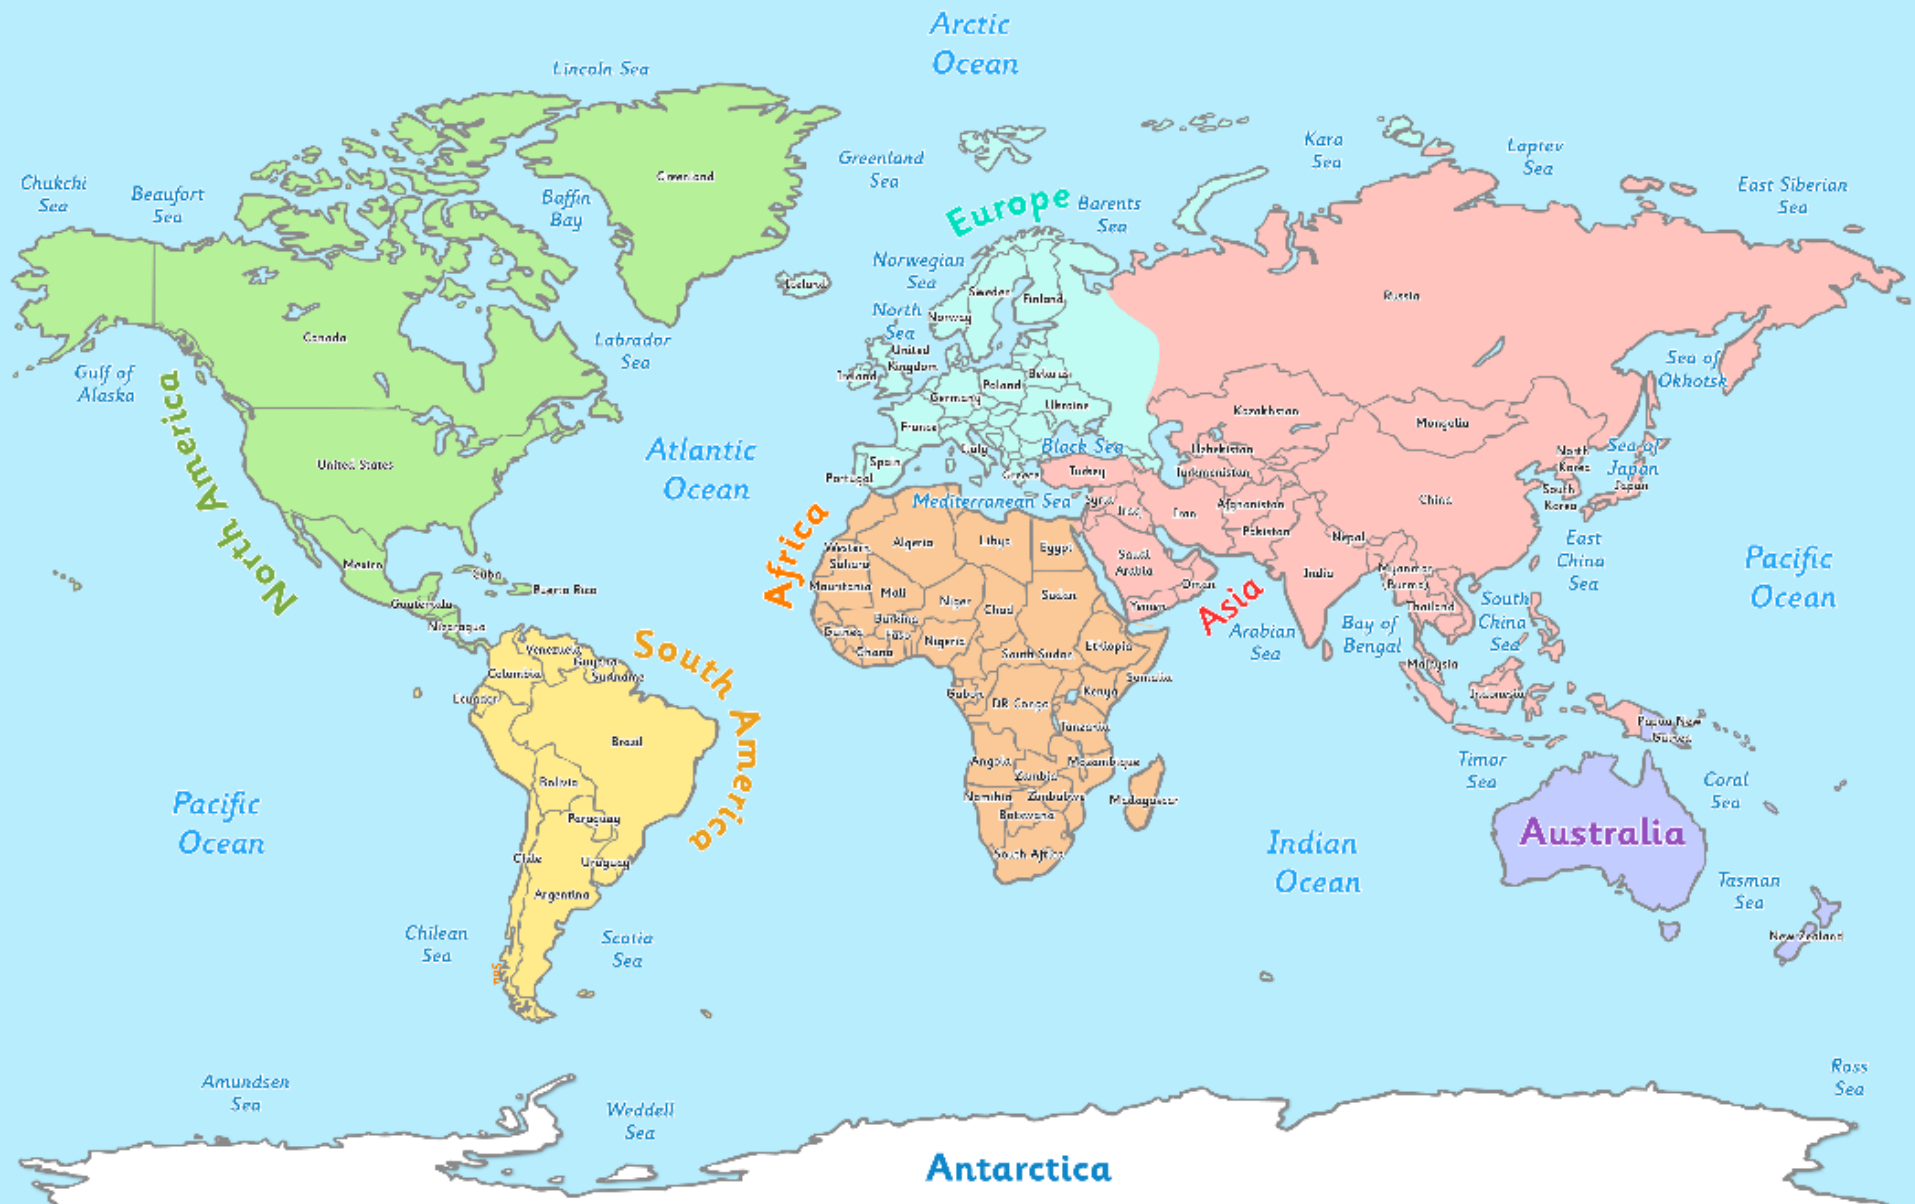 Arctic
Ocean
Lincoln Sea
Greenland
Sea
Kara
Sea
Laptev
Sea
East Siberian
Sea
Chukchi
Sea
Beaufort
Sea
Baffin
Bay
Greenland
Europe
Barents
Sea
Norwegian
Sea
Iceland
Sweden
Finland
Norway
North
Sea
Russia
Canada
Labrador
Sea
Gulf of
Alaska
Sea of
Okhotsk
United
Kingdom
Ireland
Belarus
Poland
Germany
Ukraine
France
Italy
Black Sea
Spain
Portugal
Greece
Turkey
Kazakhstan
Mongolia
Uzbekistan
Turkmenistan
North
Korea
Sea of
Japan
Japan
South
Korea
China
North America
United States
Atlantic
Ocean
Mediterranean Sea
Syria
Iraq
Iran
Afghanistan
Pakistan
Nepal
East
China
Sea
Pacific
Ocean
Africa
Algeria
Libya
Egypt
Western
Sahara
Saudi
Arabia
Oman
Yemen
Asia
India
Myanmar
(Burma)
Thailand
South
China
Sea
Mexico
Cuba
Puerto Rico
Guatemala
Nicaragua
Mauritania
Mali
Niger
Chad
Sudan
Burkina
Faso
Guinea
Ghana
Nigeria
South Sudan
Ethiopia
Somalia
Arabian
Sea
Bay of
Bengal
Malaysia
Indonesia
South America
Venezuela
Guyana
Suriname
Columbia
Ecuador
Brazil
Gabon
DR Congo
Kenya
Tanzania
Papua New
Guinea
Bolivia
Angola
Zambia
Mozambique
Namibia
Zimbabwe
Botswana
Madagascar
South Africa
Timor
Sea
Coral
Sea
Pacific
Ocean
Paraguay
Chile
Uruguay
Argentina
Indian
Ocean
Australia
Tasman
Sea
New Zealand
Chilean
Sea
Scotia
Sea
Amundsen
Sea
Weddell
Sea
Ross
Sea
Antarctica